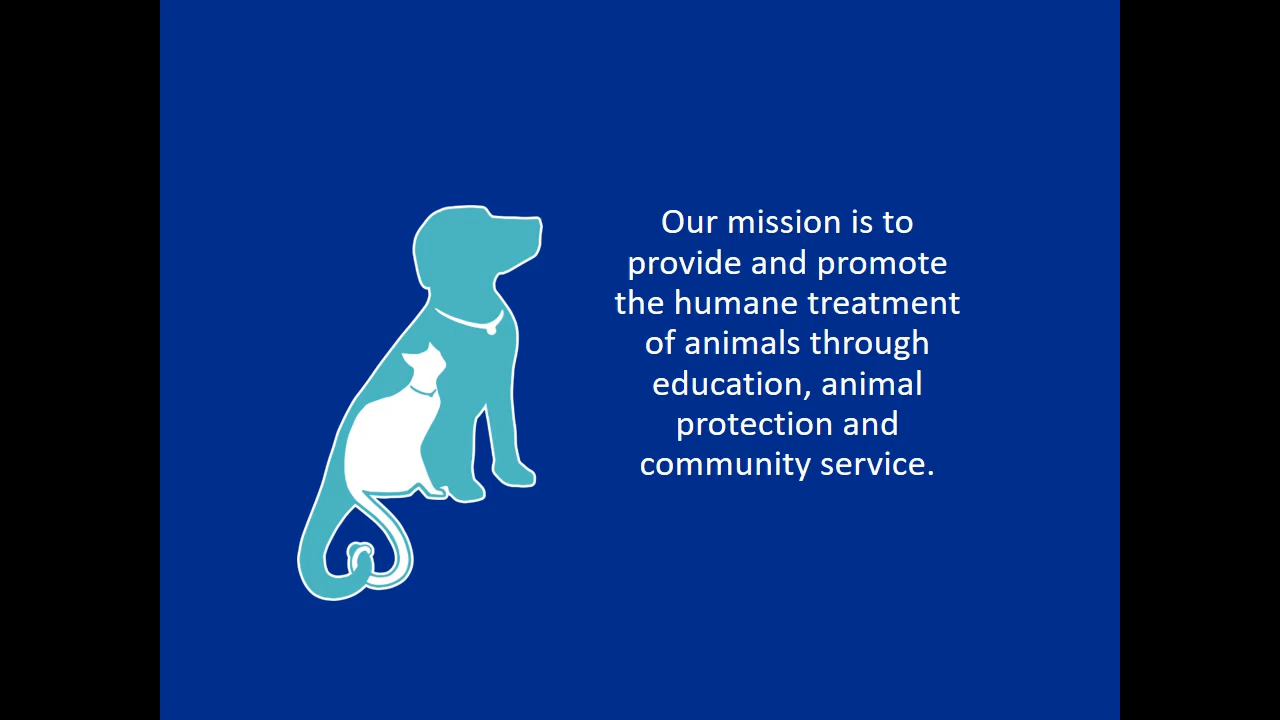 Our mission is to
provide and promote
the humane treatment
of animals through
education, animal
protection and
community service.